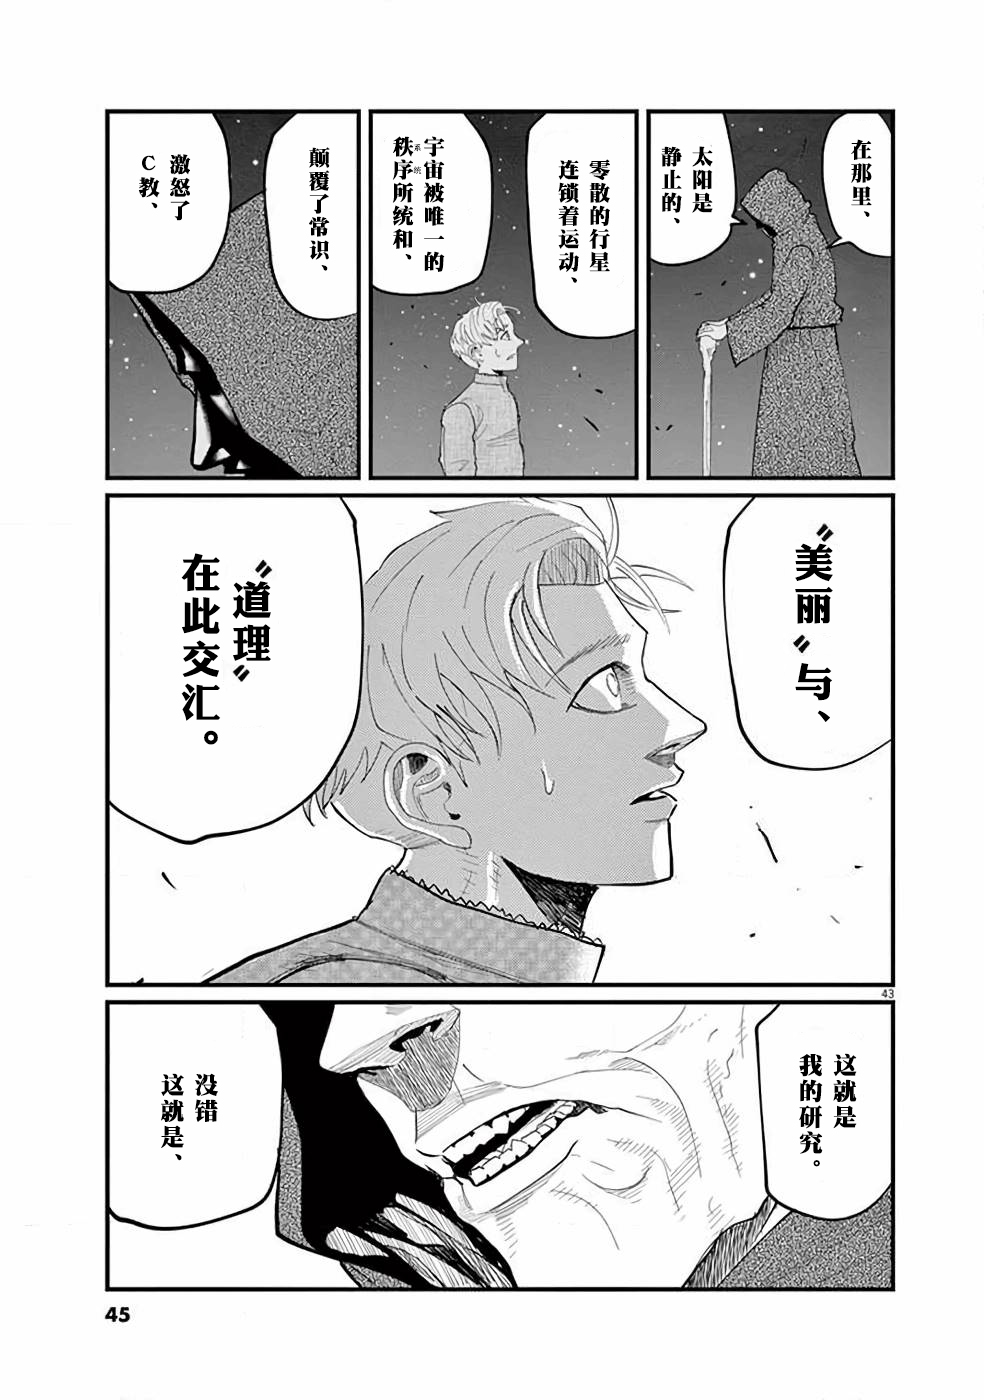 在那里、
太阳是
静止的、
零散的行星
连锁着运动、
宇宙被唯一的
系统
秩序所统和、
颠覆了常识、
激怒了
C教、
〝美丽〟与、
〝道理〟
在此交汇。
43
这就是
我的研究。
没错
这就是、
45